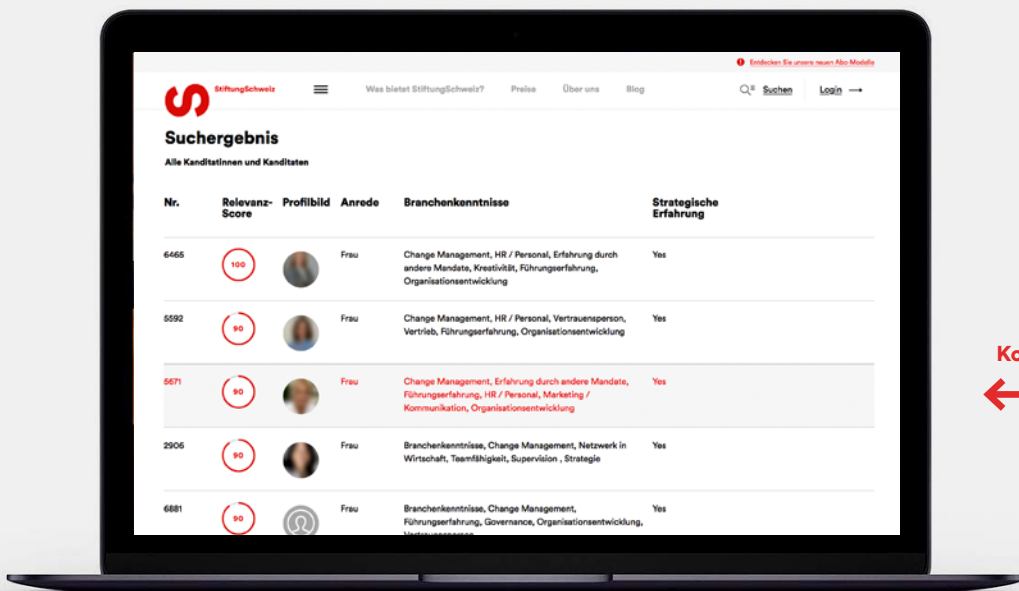 Entdecken Sie unsere neuen Abo-Modelle
StiftungSchweiz
Was bietet StiftungSchweiz? Preise Über uns Blog
Suchen Login →
Suchergebnis
Alle Kanditatinnen und Kanditaten
Nr. Relevanz- Profilbild Anrede Branchenkenntnisse Strategische
Score Erfahrung
6465 100 Frau Change Management, HR / Personal, Erfahrung durch Yes
andere Mandate, Kreativität, Führungserfahrung,
Organisationsentwicklung
5592 90 Frau Change Management, HR / Personal, Vertrauensperson, Yes
Vertrieb, Führungserfahrung, Organisationsentwicklung
5671 90 Frau Change Management, Erfahrung durch andere Mandate, Yes
Führungserfahrung, HR / Personal, Marketing /
Kommunikation, Organisationsentwicklung
2906 90 Frau Branchenkenntnisse, Change Management, Netzwerk in Yes
Wirtschaft, Teamfähigkeit, Supervision , Strategie
6881 90 Frau Branchenkenntnisse, Change Management, Yes
Führungserfahrung, Governance, Organisationsentwicklung,
Vertrauensperson